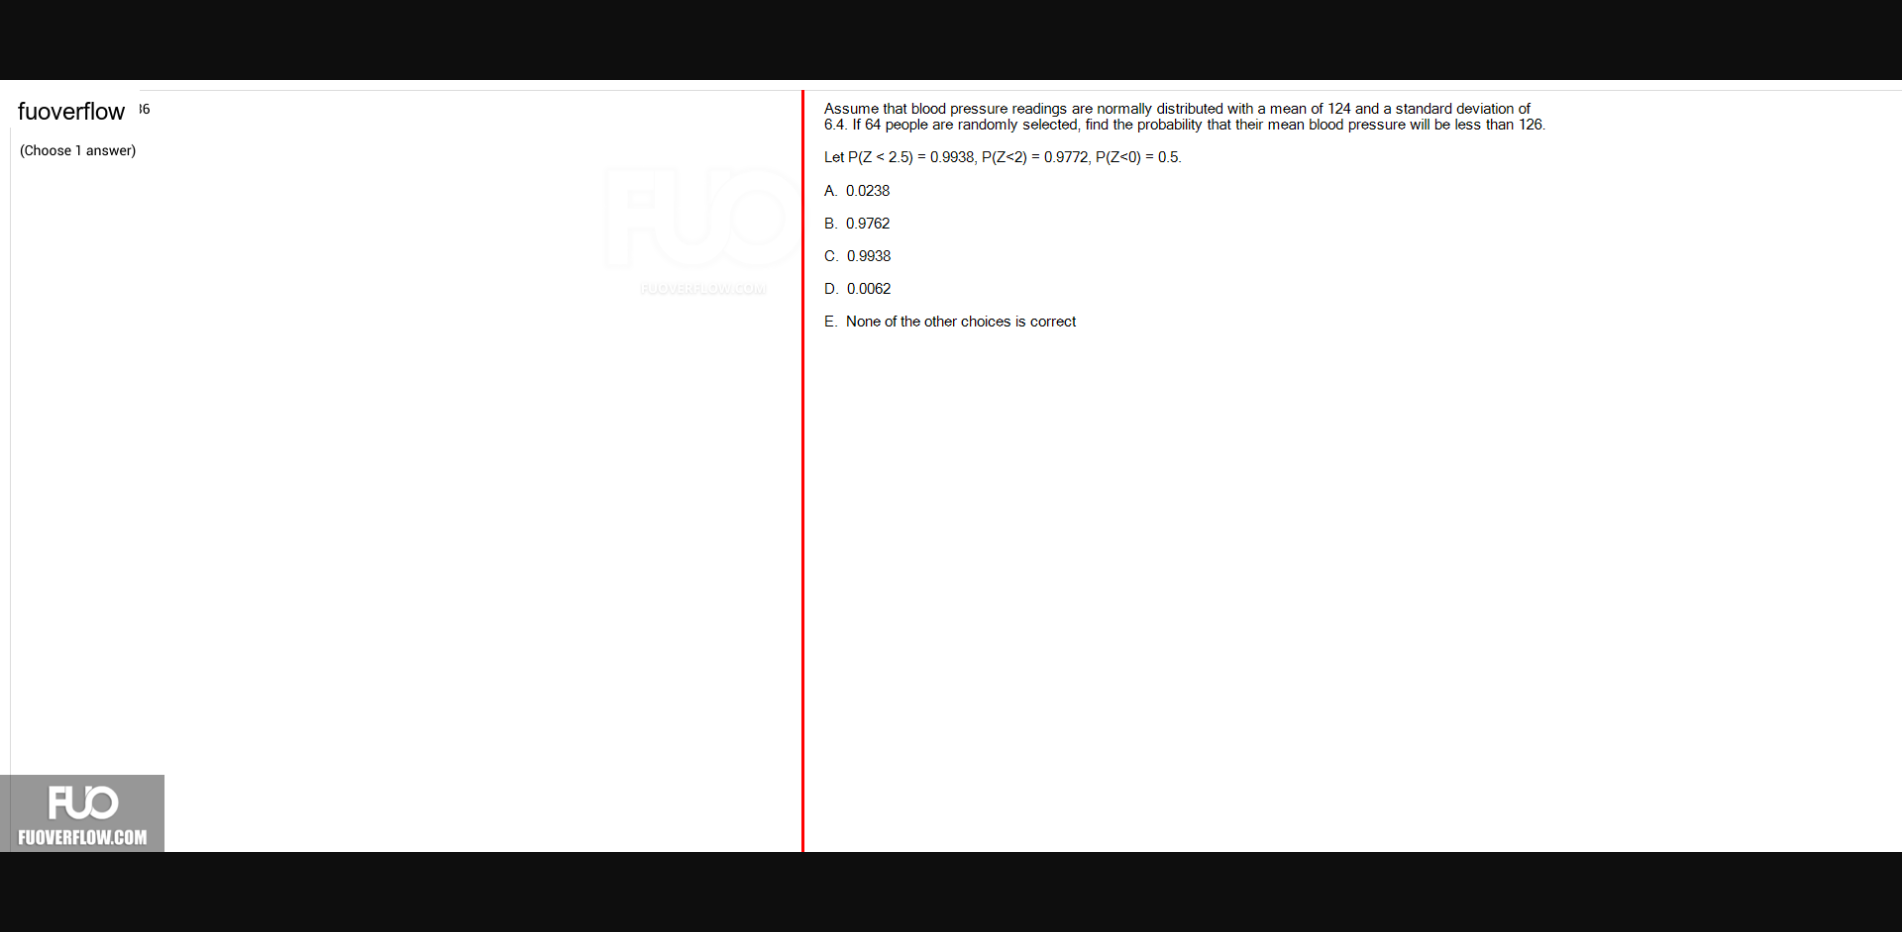 fuoverflow 36
(Choose 1 answer)
FUO
FUOVERFLOW.COM
Assume that blood pressure readings are normally distributed with a mean of 124 and a standard deviation of
6.4. If 64 people are randomly selected, find the probability that their mean blood pressure will be less than 126.
Let P(Z < 2.5) = 0.9938, P(Z<2) = 0.9772, P(Z<0) = 0.5.
A. 0.0238
B. 0.9762
C. 0.9938
D. 0.0062
E. None of the other choices is correct
FUO
FUOVERFLOW.COM